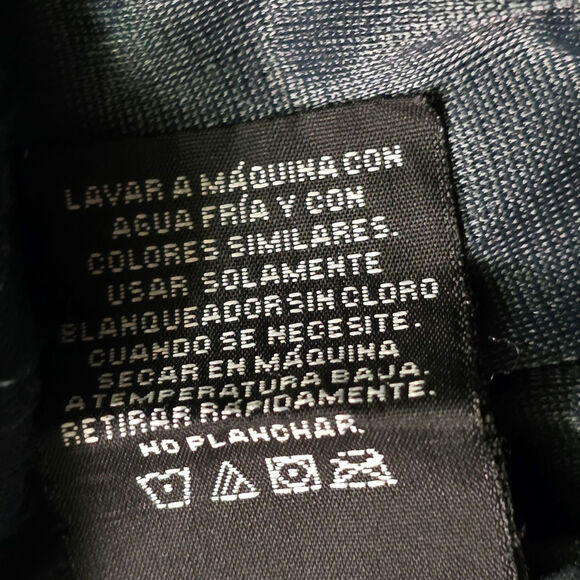 LAVAR A MÁQUINA CON
AGUA FRÍA Y CON
COLORES SIMILARES.
USAR SOLAMENTE
BLANQUEADOR SIN CLORO
CUANDO SE NECESITE.
SECAR EN MÁQUINA
A TEMPERATURA BAJA.
RETIRAR RÁPIDAMENTE.
NO PLANCHAR.